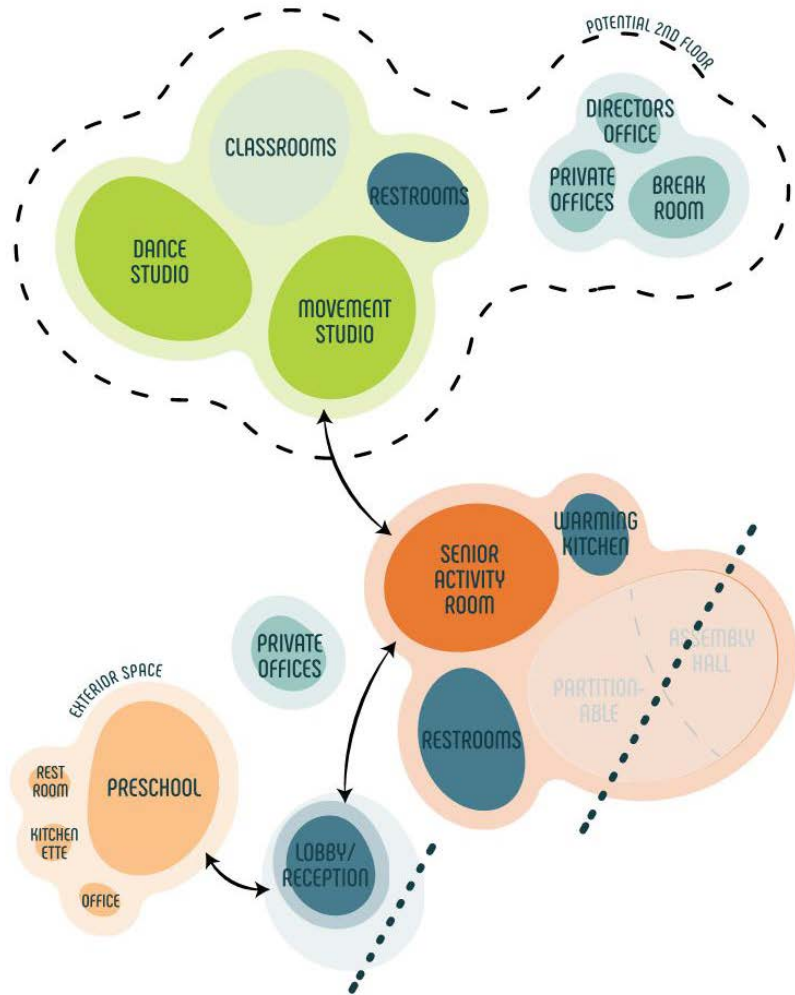 POTENTIAL 2ND FLOOR
DIRECTORS
OFFICE
CLASSROOMS
RESTROOMS
PRIVATE
OFFICES
BREAK
ROOM
DANCE
STUDIO
MOVEMENT
STUDIO
WARMING
KITCHEN
SENIOR
ACTIVITY
ROOM
ASSEMBLY
HALL
PARTITION-
ABLE
PRIVATE
OFFICES
RESTROOMS
EXTERIOR SPACE
PRESCHOOL
REST
ROOM
KITCHEN
ETTE
OFFICE
LOBBY/
RECEPTION